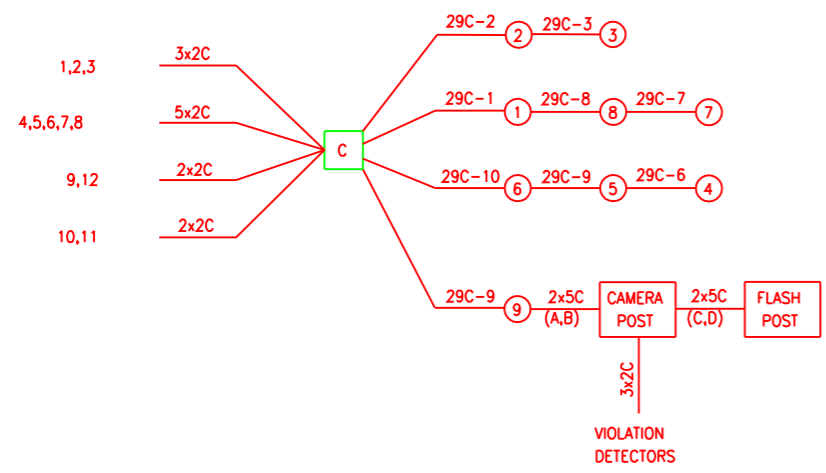 29C-2 2 29C-3 3
1,2,3 3x2C
29C-1 1 29C-8 8 29C-7 7
4,5,6,7,8 5x2C
C
9,12 2x2C
29C-10 6 29C-9 5 29C-6 4
10,11 2x2C
29C-9 9 2x5C CAMERA 2x5C FLASH
(A,B) POST (C,D) POST
3x2C
VIOLATION
DETECTORS